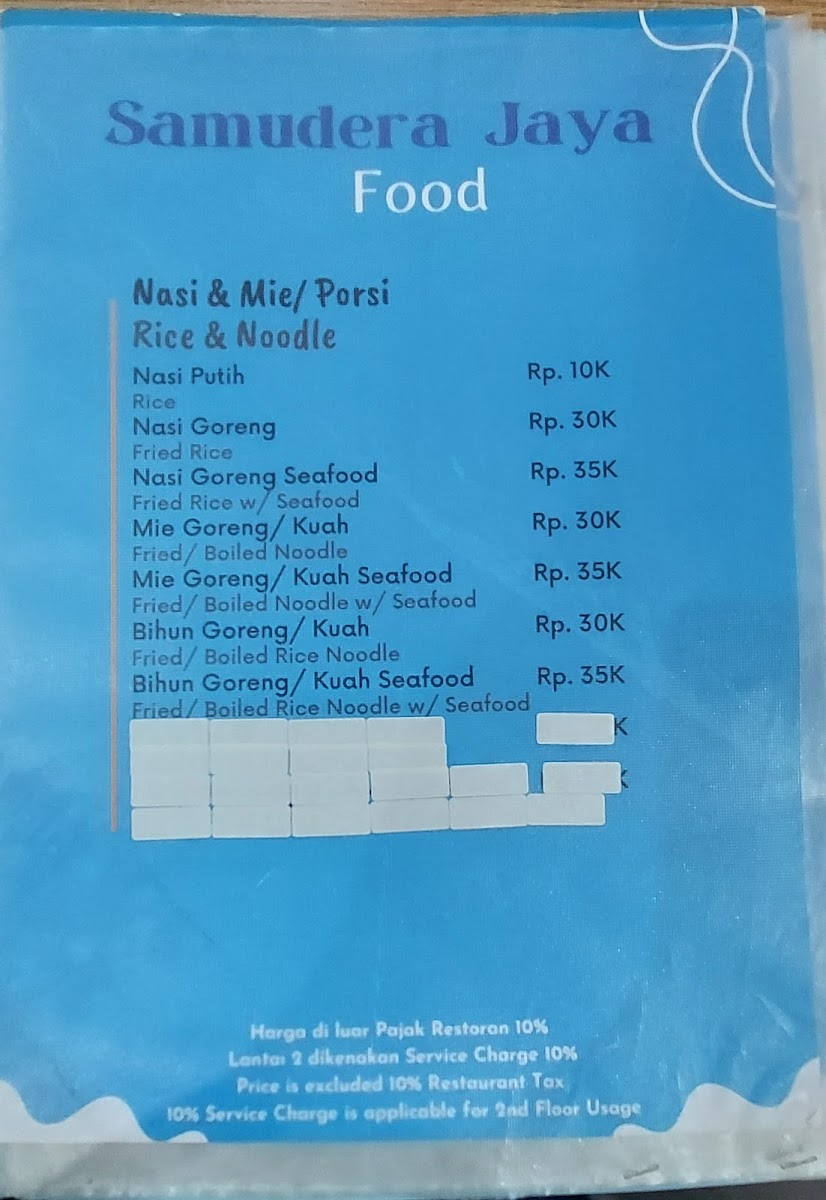 Samudera Jaya
Food
Nasi & Mie/ Porsi
Rice & Noodle
Nasi Putih Rp. 10K
Rice
Nasi Goreng Rp. 30K
Fried Rice
Nasi Goreng Seafood Rp. 35K
Fried Rice w/ Seafood
Mie Goreng/ Kuah Rp. 30K
Fried/ Boiled Noodle
Mie Goreng/ Kuah Seafood Rp. 35K
Fried/ Boiled Noodle w/ Seafood
Bihun Goreng/ Kuah Rp. 30K
Fried/ Boiled Rice Noodle
Bihun Goreng/ Kuah Seafood Rp. 35K
Fried/ Boiled Rice Noodle w/ Seafood
K
K
Harga di luar Pajak Restoran 10%
Lantai 2 dikenakan Service Charge 10%
Price is excluded 10% Restaurant Tax
10% Service Charge is applicable for 2nd Floor Usage